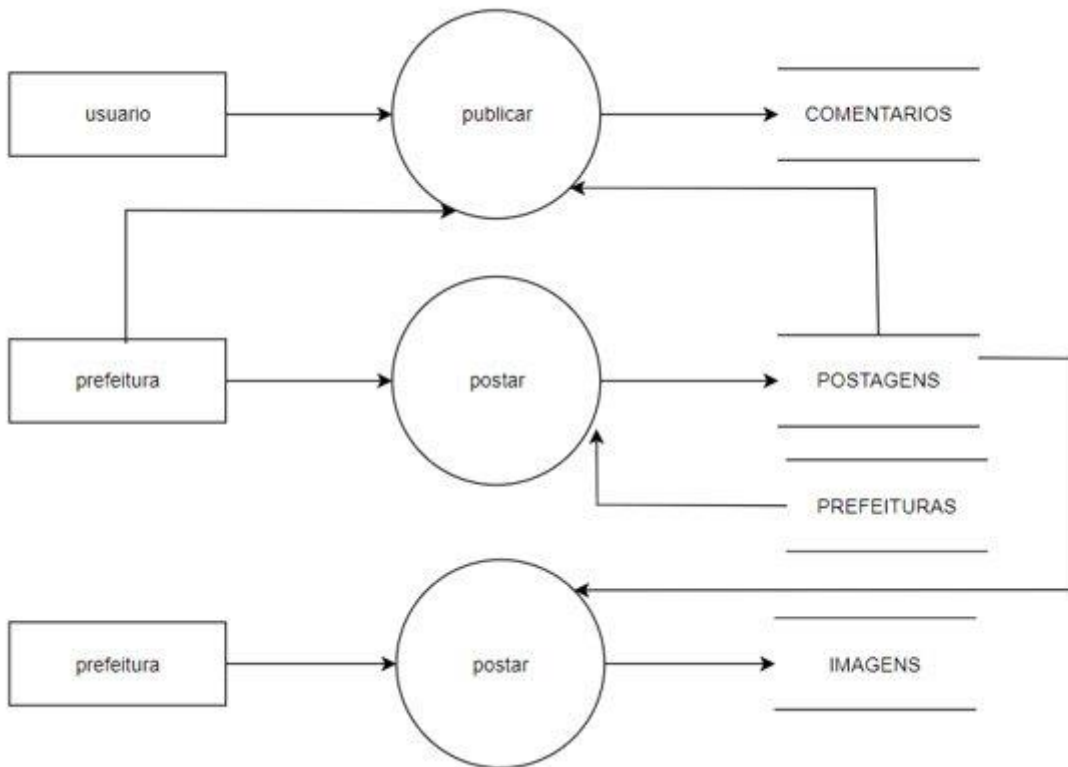 usuario
publicar
COMENTARIOS
prefeitura
postar
POSTAGENS
PREFEITURAS
prefeitura
postar
IMAGENS